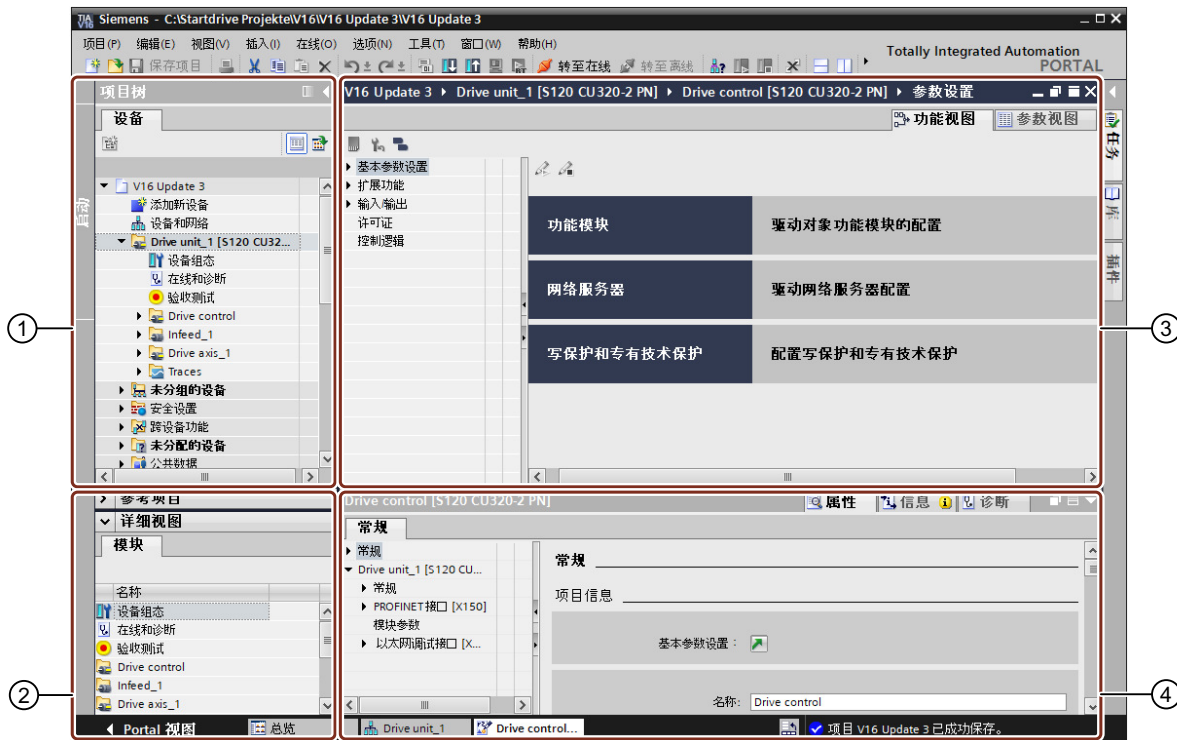 Siemens - C:\Startdrive Projekte\V16\V16 Update 3\V16 Update 3
项目(P) 编辑(E) 视图(V) 插入(I) 在线(O) 选项(N) 工具(T) 窗口(W) 帮助(H)
Totally Integrated Automation
PORTAL
保存项目 转至在线 转至离线
项目树
V16 Update 3 ▸ Drive unit_1 [S120 CU320-2 PN] ▸ Drive control [S120 CU320-2 PN] ▸ 参数设置
设备
功能视图 参数视图
启动
V16 Update 3
添加新设备
设备和网络
Drive unit_1 [S120 CU32...
设备组态
在线和诊断
验收测试
Drive control
Infeed_1
Drive axis_1
Traces
未分组的设备
安全设置
跨设备功能
未分配的设备
公共数据
基本参数设置
扩展功能
输入/输出
许可证
控制逻辑
功能模块 驱动对象功能模块的配置
网络服务器 驱动网络服务器配置
写保护和专有技术保护 配置写保护和专有技术保护
任务
库
插件
1
3
参考项目
详细视图
模块
名称
设备组态
在线和诊断
验收测试
Drive control
Infeed_1
Drive axis_1
Drive control [S120 CU320-2 PN]
属性 信息 诊断
常规
常规
Drive unit_1 [S120 CU...
常规
PROFINET接口 [X150]
模块参数
以太网调试接口 [X...
常规
项目信息
基本参数设置:
名称: Drive control
2
4
Portal 视图 总览 Drive unit_1 Drive control... 项目 V16 Update 3 已成功保存。